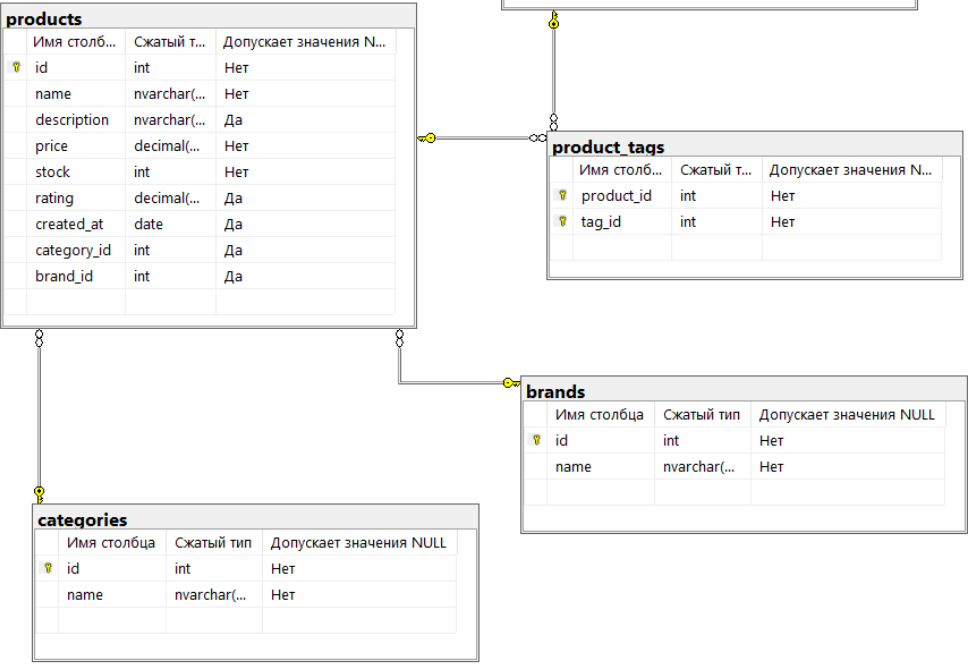 products
Имя столб... Сжатый т... Допускает значения N...
id int Нет
name nvarchar(... Нет
description nvarchar(... Да
price decimal(... Нет
stock int Нет
rating decimal(... Да
created_at date Да
category_id int Да
brand_id int Да
product_tags
Имя столб... Сжатый т... Допускает значения N...
product_id int Нет
tag_id int Нет
brands
Имя столбца Сжатый тип Допускает значения NULL
id int Нет
name nvarchar(... Нет
categories
Имя столбца Сжатый тип Допускает значения NULL
id int Нет
name nvarchar(... Нет